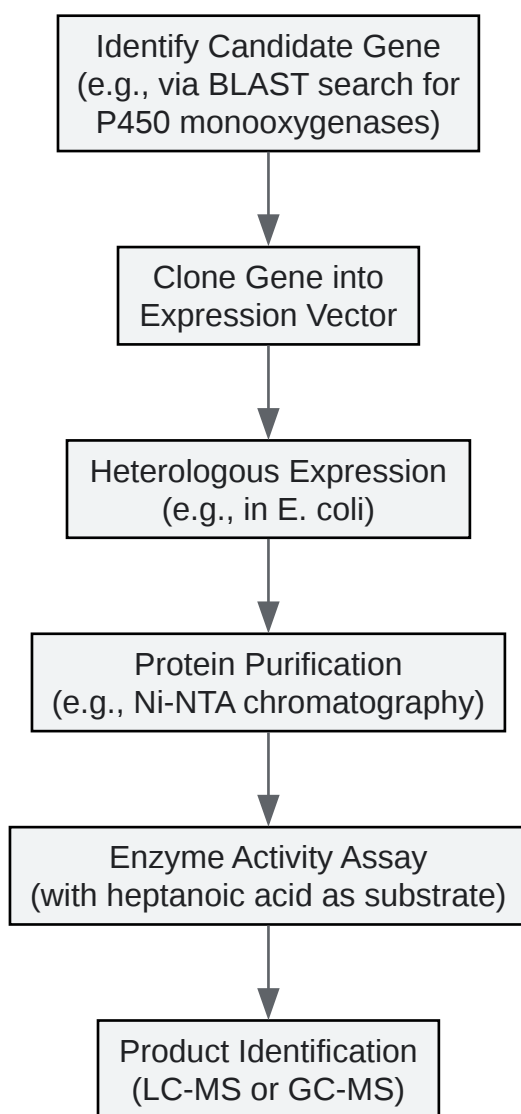 Identify Candidate Gene
(e.g., via BLAST search for
P450 monooxygenases)
Clone Gene into
Expression Vector
Heterologous Expression
(e.g., in E. coli)
Protein Purification
(e.g., Ni-NTA chromatography)
Enzyme Activity Assay
(with heptanoic acid as substrate)
Product Identification
(LC-MS or GC-MS)